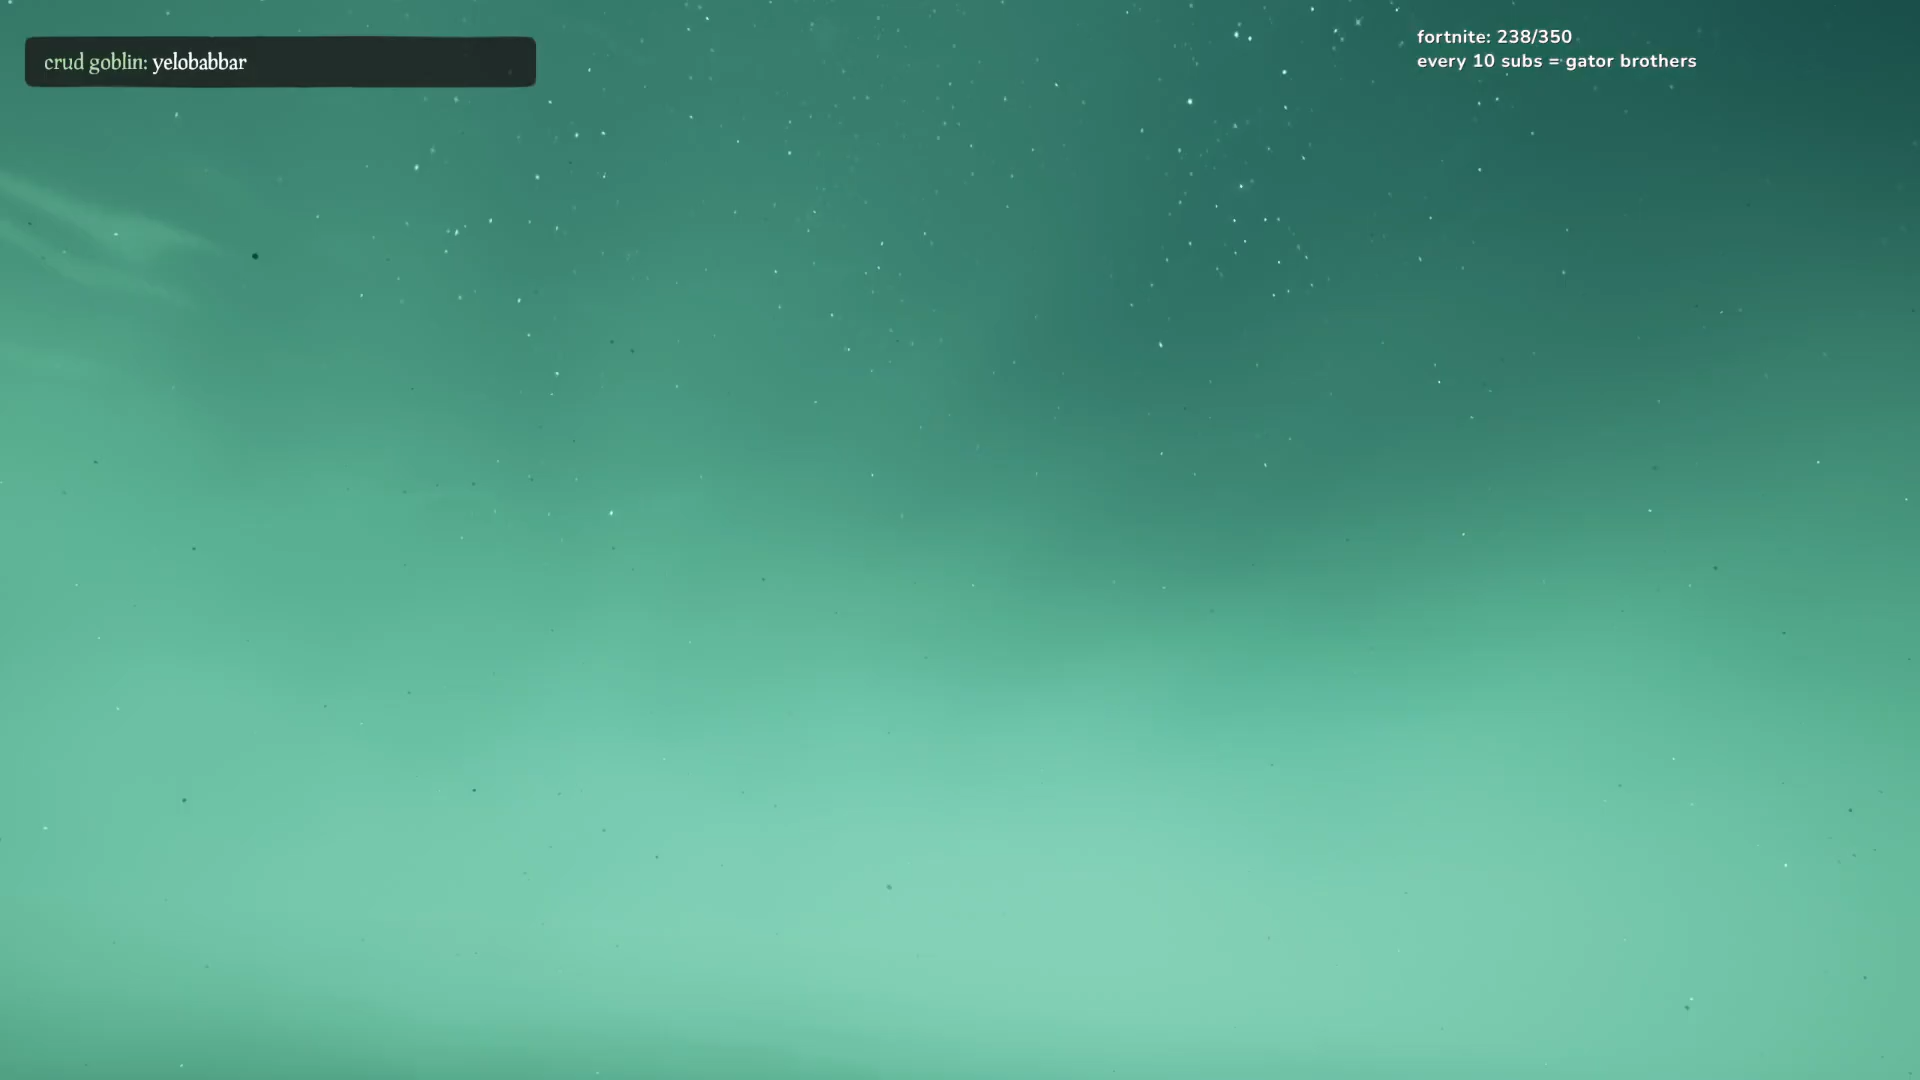 crud goblin: yelobabbar
fortnite: 238/350
every 10 subs = gator brothers